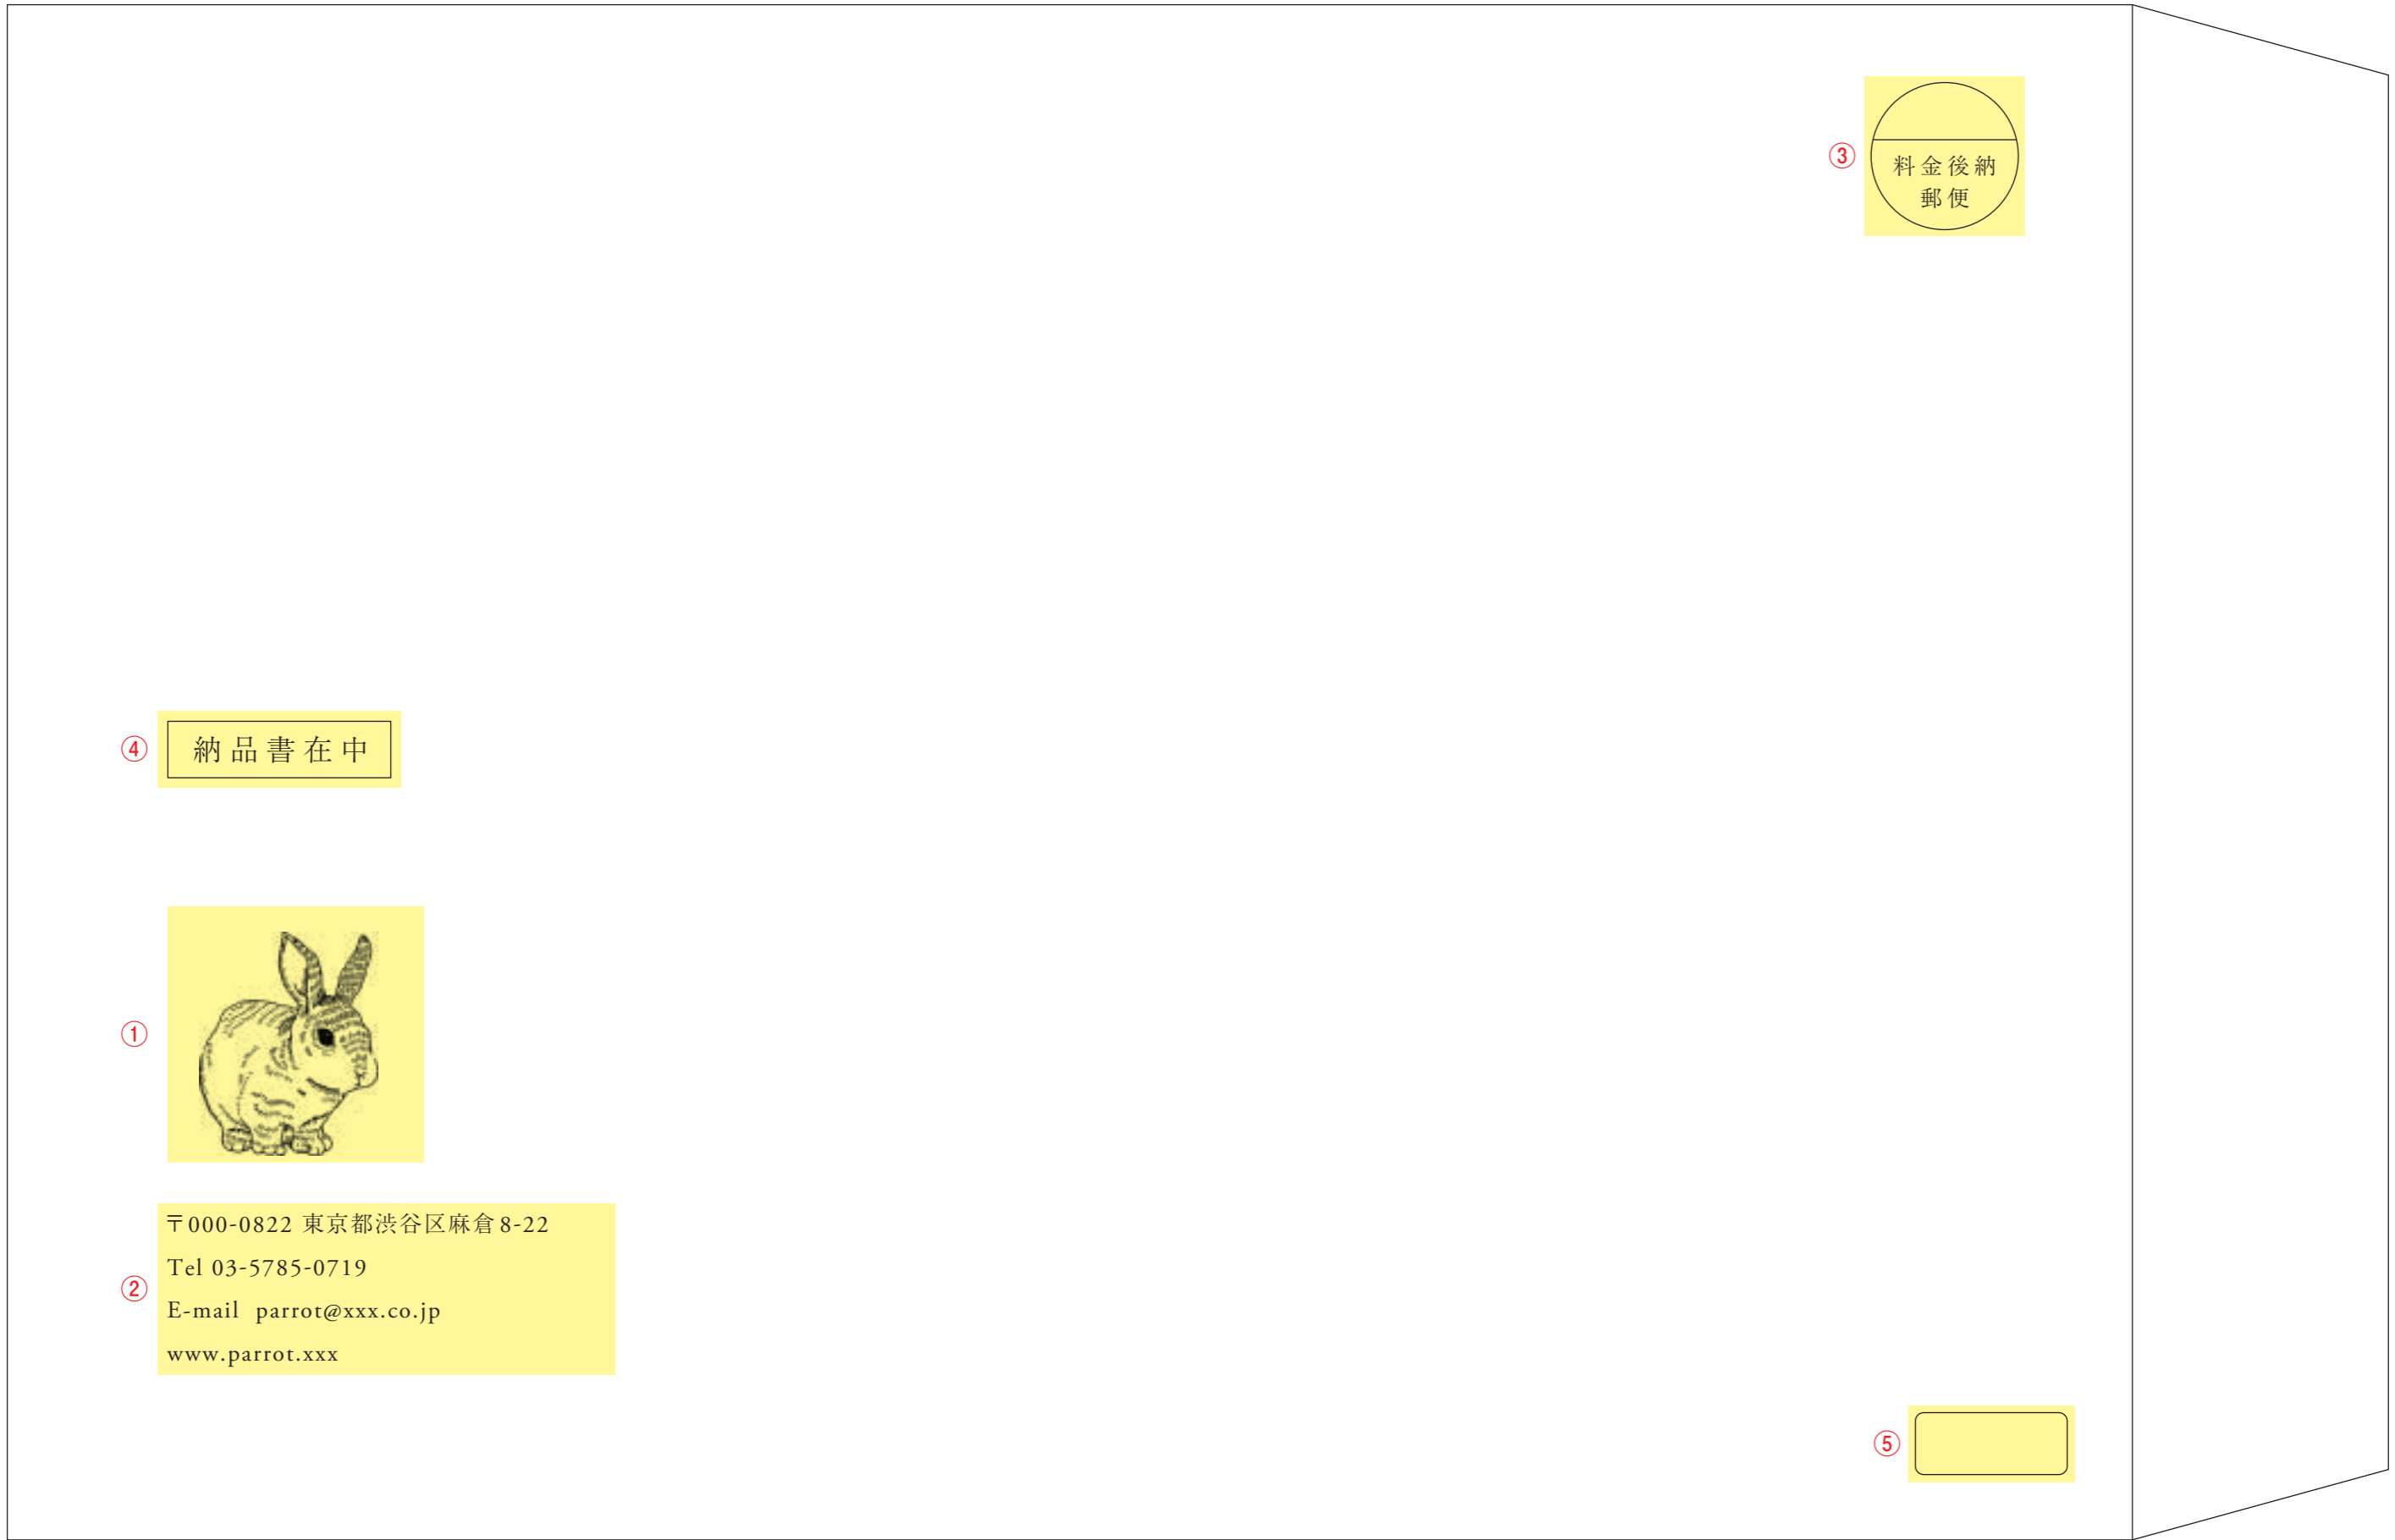 ③
料金後納
郵便
④
納品書在中
①
②
〒000-0822 東京都渋谷区麻倉8-22
Tel 03-5785-0719
E-mail parrot@xxx.co.jp
www.parrot.xxx
⑤